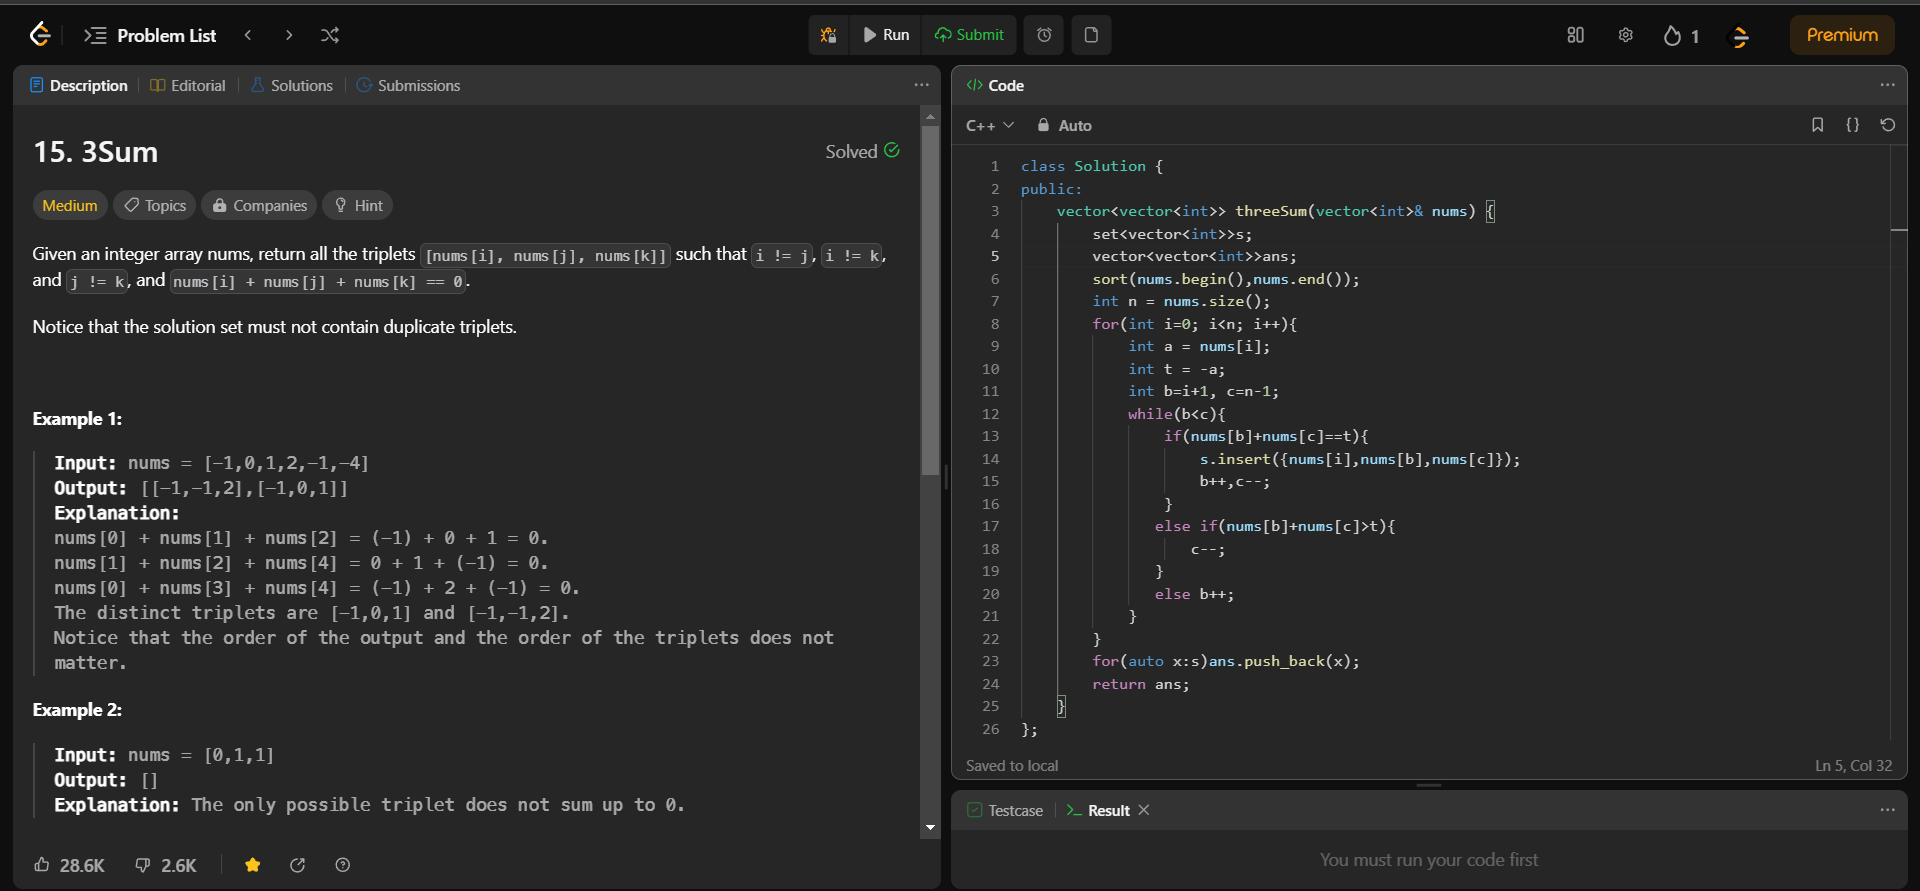 Problem List
Run
Submit
1
Premium
Description
Editorial
Solutions
Submissions
15. 3Sum
Solved
Medium
Topics
Companies
Hint
Given an integer array nums, return all the triplets [nums[i], nums[j], nums[k]] such that i != j, i != k,
and j != k, and nums[i] + nums[j] + nums[k] == 0.
Notice that the solution set must not contain duplicate triplets.
Example 1:
Input: nums = [-1,0,1,2,-1,-4]
Output: [[-1,-1,2],[-1,0,1]]
Explanation:
nums[0] + nums[1] + nums[2] = (-1) + 0 + 1 = 0.
nums[1] + nums[2] + nums[4] = 0 + 1 + (-1) = 0.
nums[0] + nums[3] + nums[4] = (-1) + 2 + (-1) = 0.
The distinct triplets are [-1,0,1] and [-1,-1,2].
Notice that the order of the output and the order of the triplets does not
matter.
Example 2:
Input: nums = [0,1,1]
Output: []
Explanation: The only possible triplet does not sum up to 0.
28.6K
2.6K
</> Code
C++
Auto
{}
1 class Solution {
2 public:
3     vector<vector<int>> threeSum(vector<int>& nums) {
4         set<vector<int>>s;
5         vector<vector<int>>ans;
6         sort(nums.begin(),nums.end());
7         int n = nums.size();
8         for(int i=0; i<n; i++){
9             int a = nums[i];
10             int t = -a;
11             int b=i+1, c=n-1;
12             while(b<c){
13                 if(nums[b]+nums[c]==t){
14                     s.insert({nums[i],nums[b],nums[c]});
15                     b++,c--;
16                 }
17                else if(nums[b]+nums[c]>t){
18                    c--;
19                }
20                else b++;
21             }
22         }
23         for(auto x:s)ans.push_back(x);
24         return ans;
25     }
26 };
Saved to local
Ln 5, Col 32
Testcase
>_ Result
You must run your code first